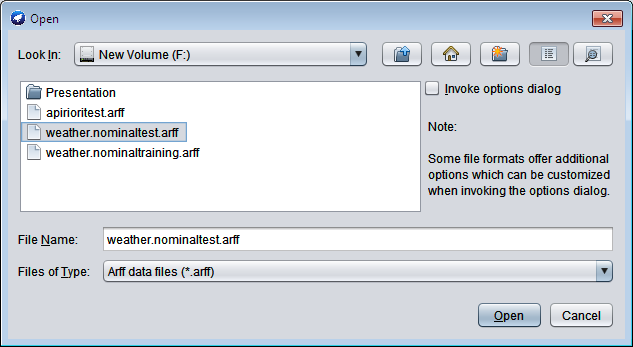 Open
Look In: New Volume (F:)
Presentation
apirioritest.arff
weather.nominaltest.arff
weather.nominaltraining.arff
Invoke options dialog
Note:
Some file formats offer additional
options which can be customized
when invoking the options dialog.
File Name: weather.nominaltest.arff
Files of Type: Arff data files (*.arff)
Open Cancel